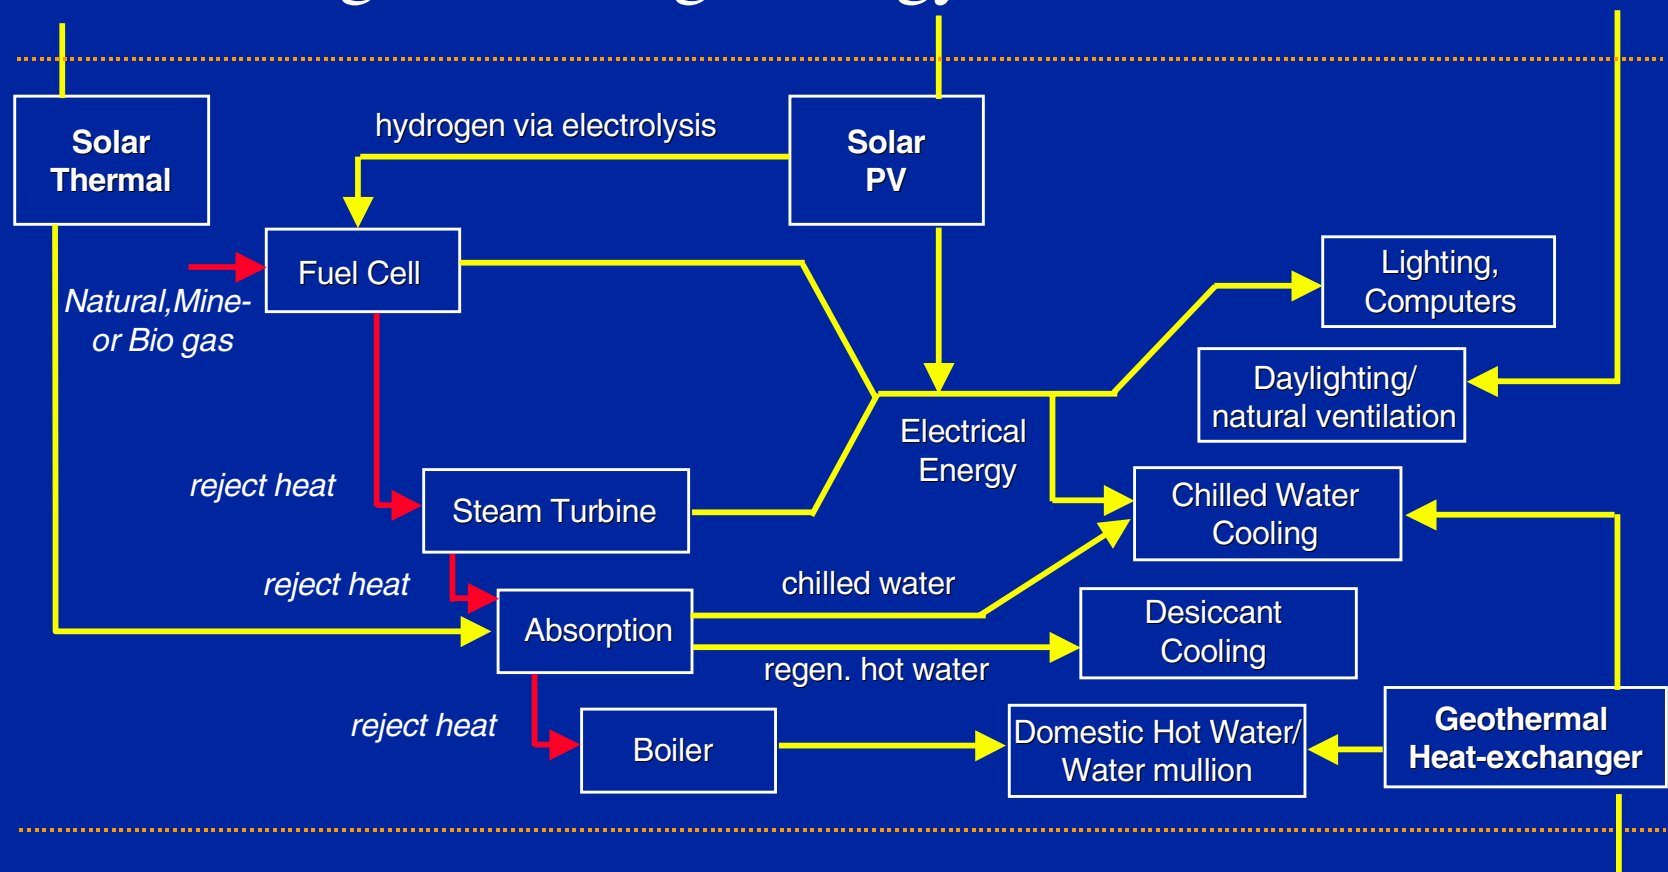 Solar
Thermal
hydrogen via electrolysis
Solar
PV
Fuel Cell
Natural,Mine-
or Bio gas
Lighting,
Computers
Daylighting/
natural ventilation
Electrical
Energy
reject heat
Steam Turbine
Chilled Water
Cooling
reject heat
chilled water
Absorption
Desiccant
Cooling
regen. hot water
reject heat
Boiler
Domestic Hot Water/
Water mullion
Geothermal
Heat-exchanger